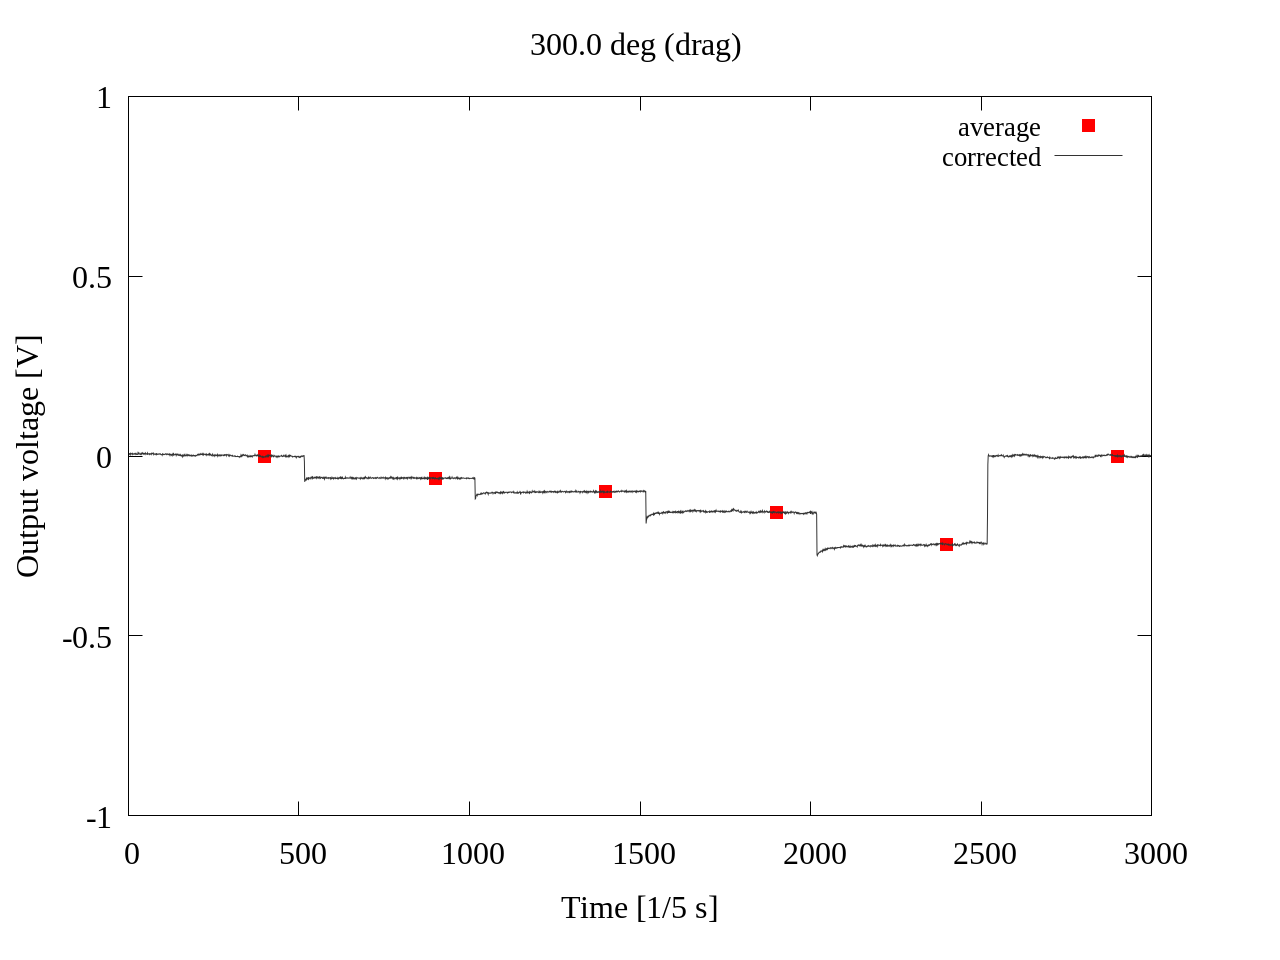 300.0 deg (drag)
average
corrected
1
0.5
0
-0.5
-1
Output voltage [V]
0 500 1000 1500 2000 2500 3000
Time [1/5 s]